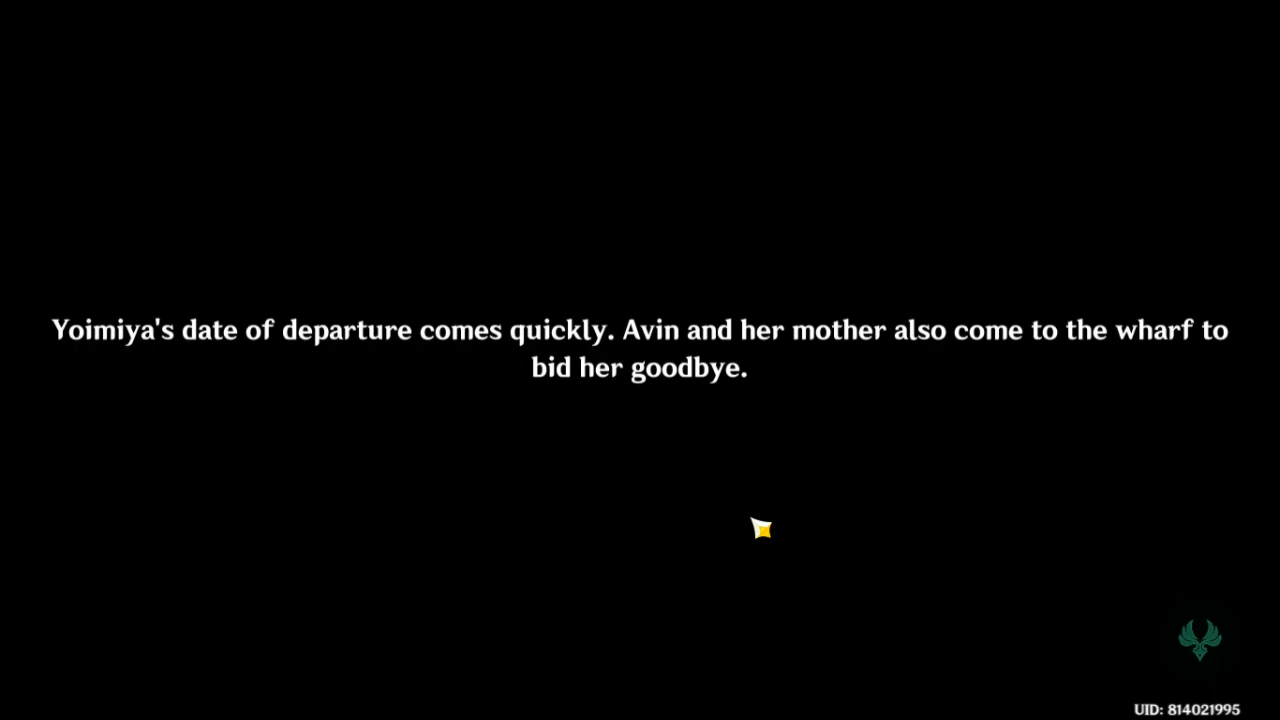 Yoimiya's date of departure comes quickly. Avin and her mother also come to the wharf to
bid her goodbye.
UID: 814021995